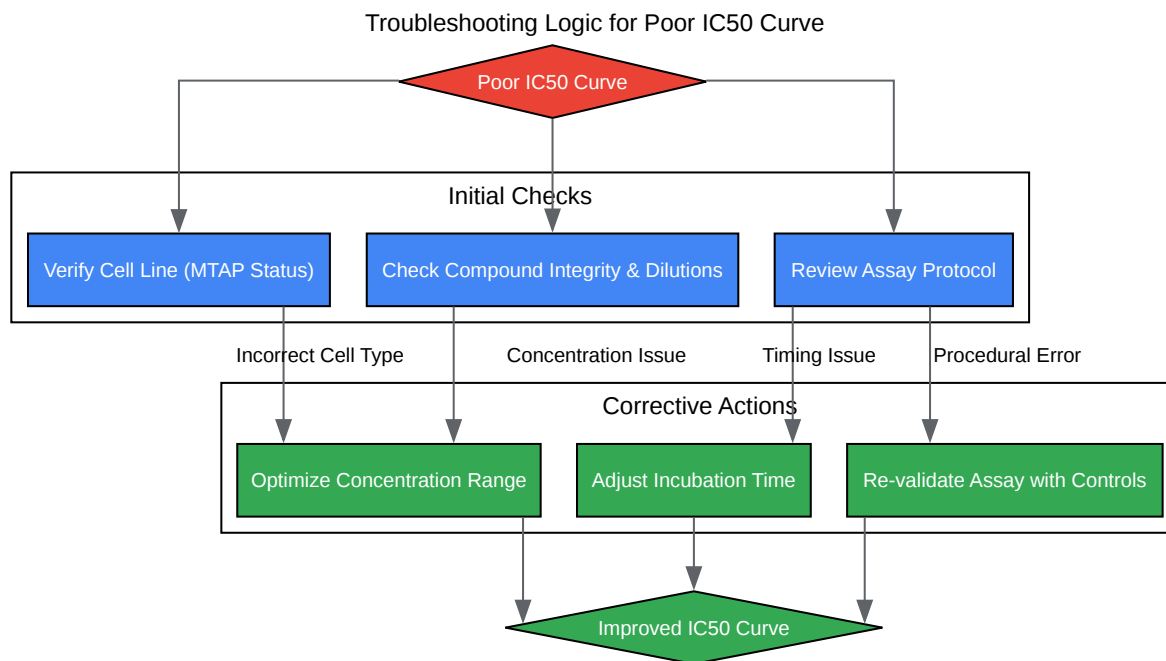 Troubleshooting Logic for Poor IC50 Curve
Poor IC50 Curve
Initial Checks
Verify Cell Line (MTAP Status)
Check Compound Integrity & Dilutions
Review Assay Protocol
Incorrect Cell Type
Concentration Issue
Timing Issue
Procedural Error
Corrective Actions
Optimize Concentration Range
Adjust Incubation Time
Re-validate Assay with Controls
Improved IC50 Curve